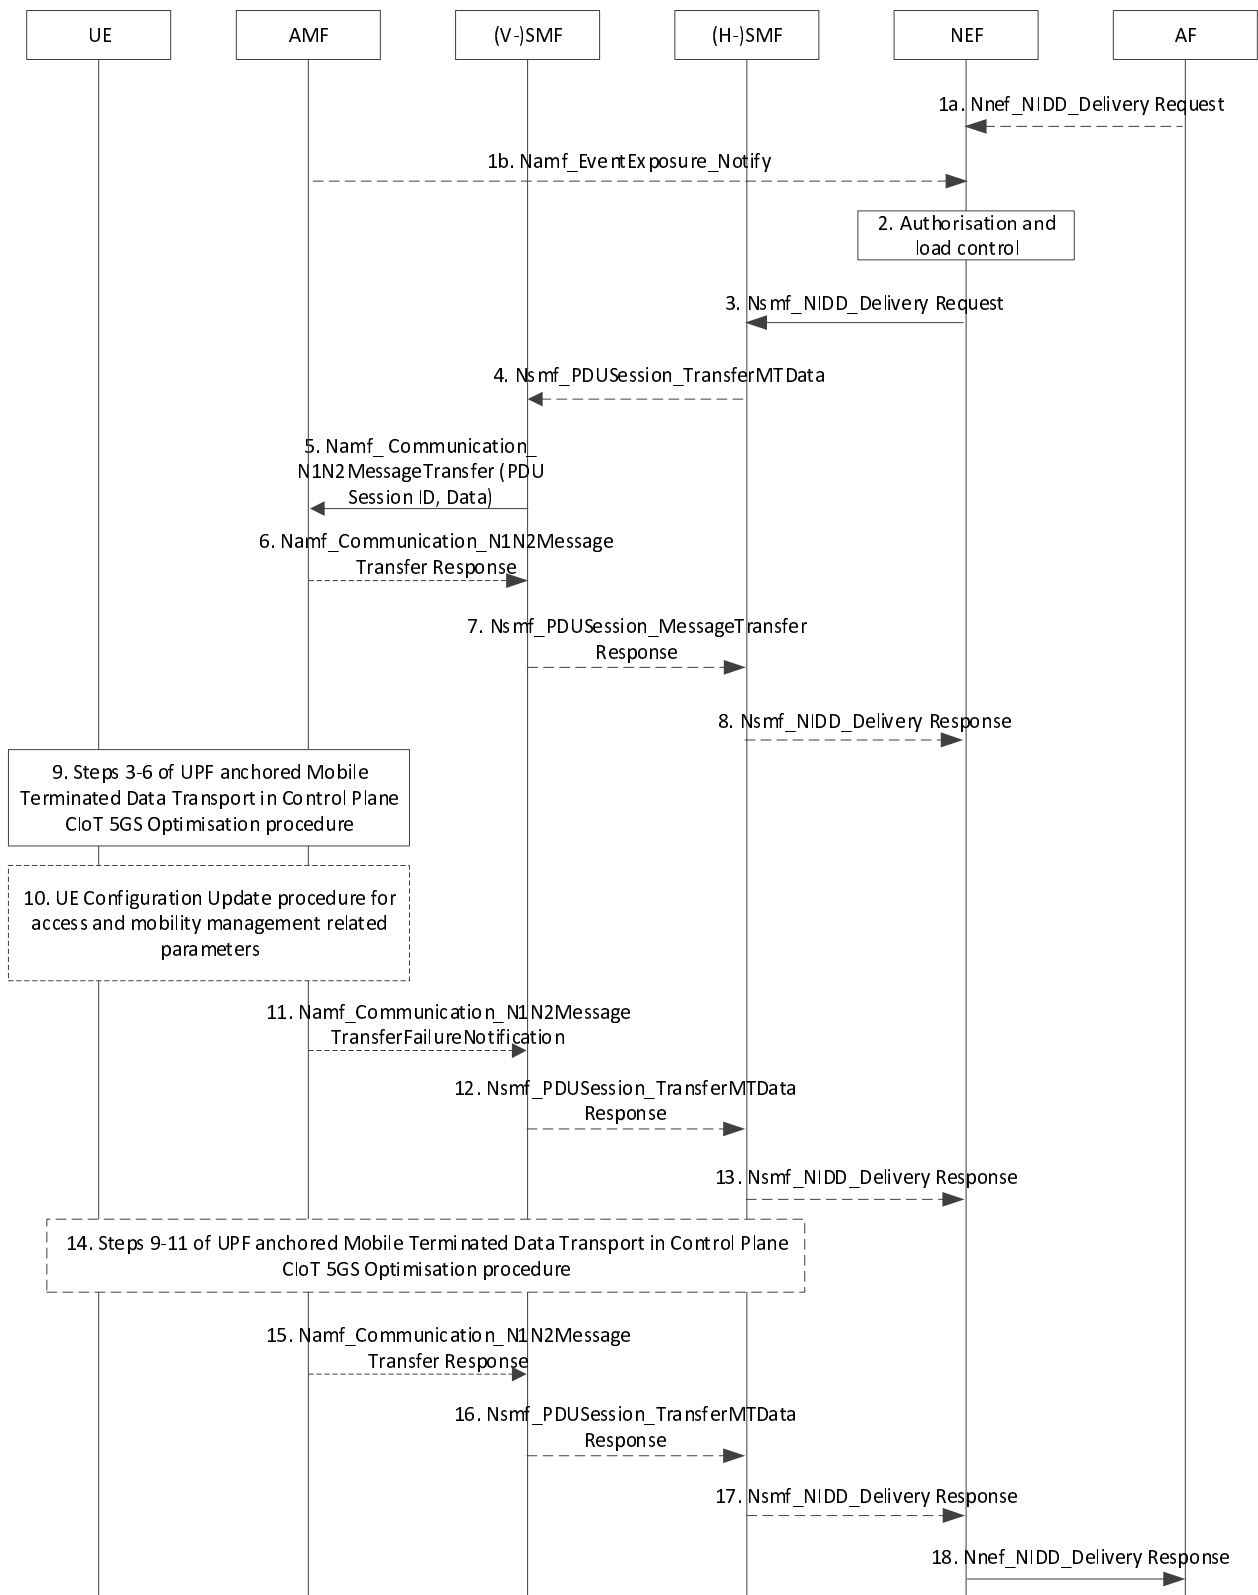 UE
AMF
(V-)SMF
(H-)SMF
NEF
AF
1a. Nnef_NIDD_Delivery Request
1b. Namf_EventExposure_Notify
2. Authorisation and
load control
3. Nsmf_NIDD_Delivery Request
4. Nsmf_PDUSession_TransferMTData
5. Namf_ Communication_
N1N2MessageTransfer (PDU
Session ID, Data)
6. Namf_Communication_N1N2Message
Transfer Response
7. Nsmf_PDUSession_MessageTransfer
Response
8. Nsmf_NIDD_Delivery Response
9. Steps 3-6 of UPF anchored Mobile
Terminated Data Transport in Control Plane
CIoT 5GS Optimisation procedure
10. UE Configuration Update procedure for
access and mobility management related
parameters
11. Namf_Communication_N1N2Message
TransferFailureNotification
12. Nsmf_PDUSession_TransferMTData
Response
13. Nsmf_NIDD_Delivery Response
14. Steps 9-11 of UPF anchored Mobile Terminated Data Transport in Control Plane
CIoT 5GS Optimisation procedure
15. Namf_Communication_N1N2Message
Transfer Response
16. Nsmf_PDUSession_TransferMTData
Response
17. Nsmf_NIDD_Delivery Response
18. Nnef_NIDD_Delivery Response